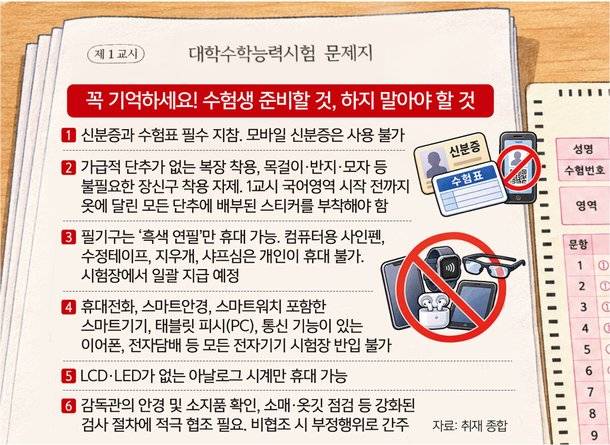 제1교시
대학수학능력시험 문제지
꼭 기억하세요! 수험생 준비할 것, 하지 말아야 할 것
1 신분증과 수험표 필수 지참. 모바일 신분증은 사용 불가
2 가급적 단추가 없는 복장 착용, 목걸이·반지·모자 등
불필요한 장신구 착용 자제. 1교시 국어영역 시작 전까지
옷에 달린 모든 단추에 배부된 스티커를 부착해야 함
신분증
수험표
3 필기구는 ‘흑색 연필’만 휴대 가능. 컴퓨터용 사인펜,
수정테이프, 지우개, 샤프심은 개인이 휴대 불가.
시험장에서 일괄 지급 예정
4 휴대전화, 스마트안경, 스마트워치 포함한
스마트기기, 태블릿 피시(PC), 통신 기능이 있는
이어폰, 전자담배 등 모든 전자기기 시험장 반입 불가
5 LCD·LED가 없는 아날로그 시계만 휴대 가능
6 감독관의 안경 및 소지품 확인, 소매·옷깃 점검 등 강화된
검사 절차에 적극 협조 필요. 비협조 시 부정행위로 간주
자료: 취재 종합
성명
수험번호
영역
문항
1 ①
2 ①
3
4
5
6
7
8
9